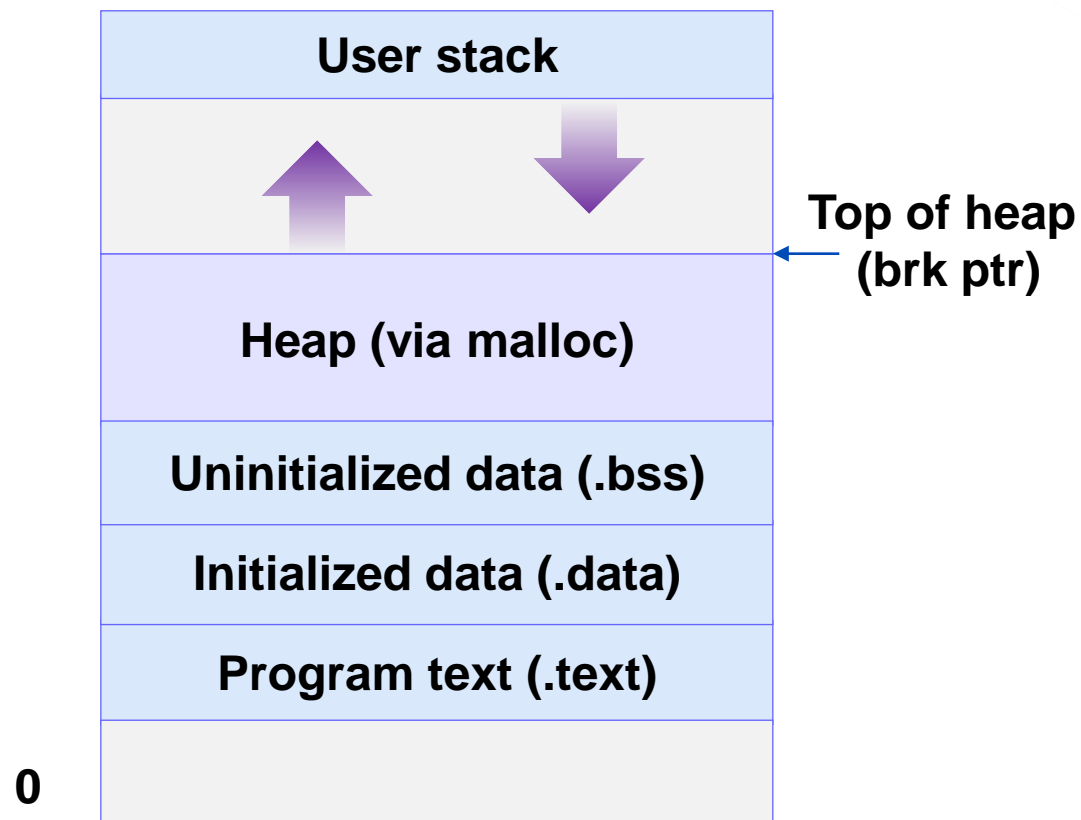 User stack
Top of heap
(brk ptr)
Heap (via malloc)
Uninitialized data (.bss)
Initialized data (.data)
Program text (.text)
0